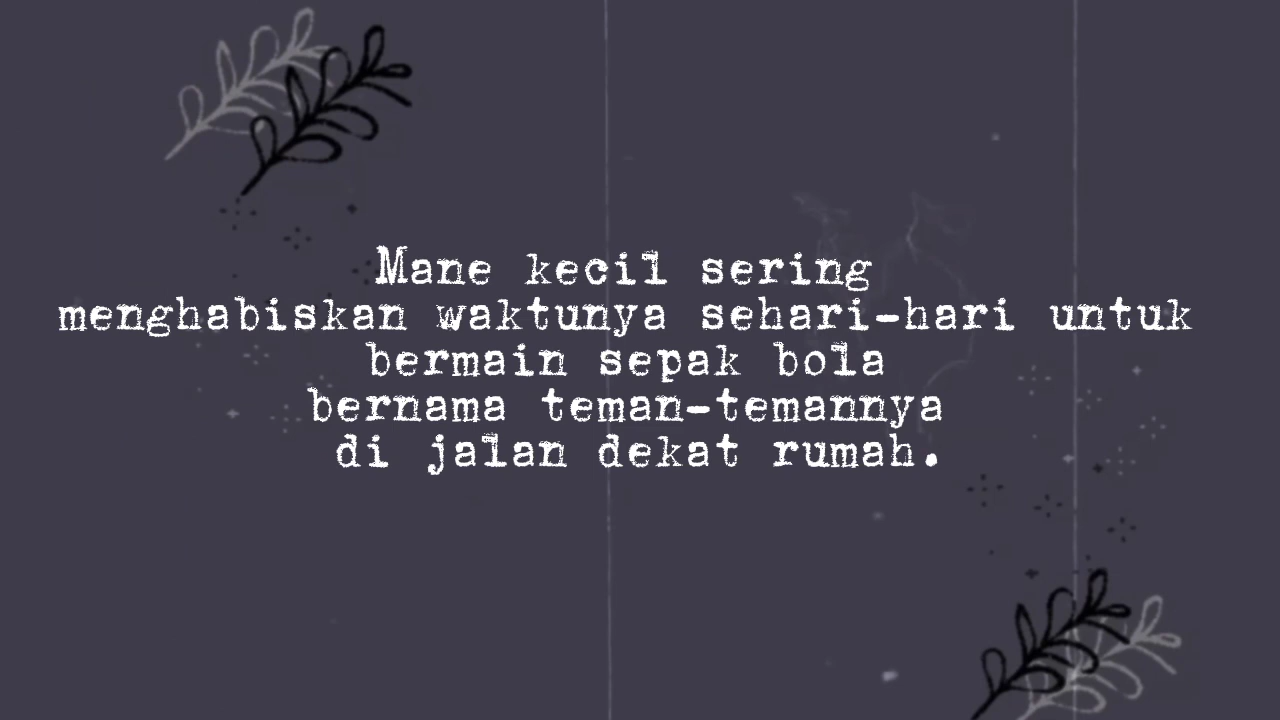 Mane kecil sering
menghabiskan waktunya sehari-hari untuk
bermain sepak bola
bernama teman-temannya
di jalan dekat rumah.